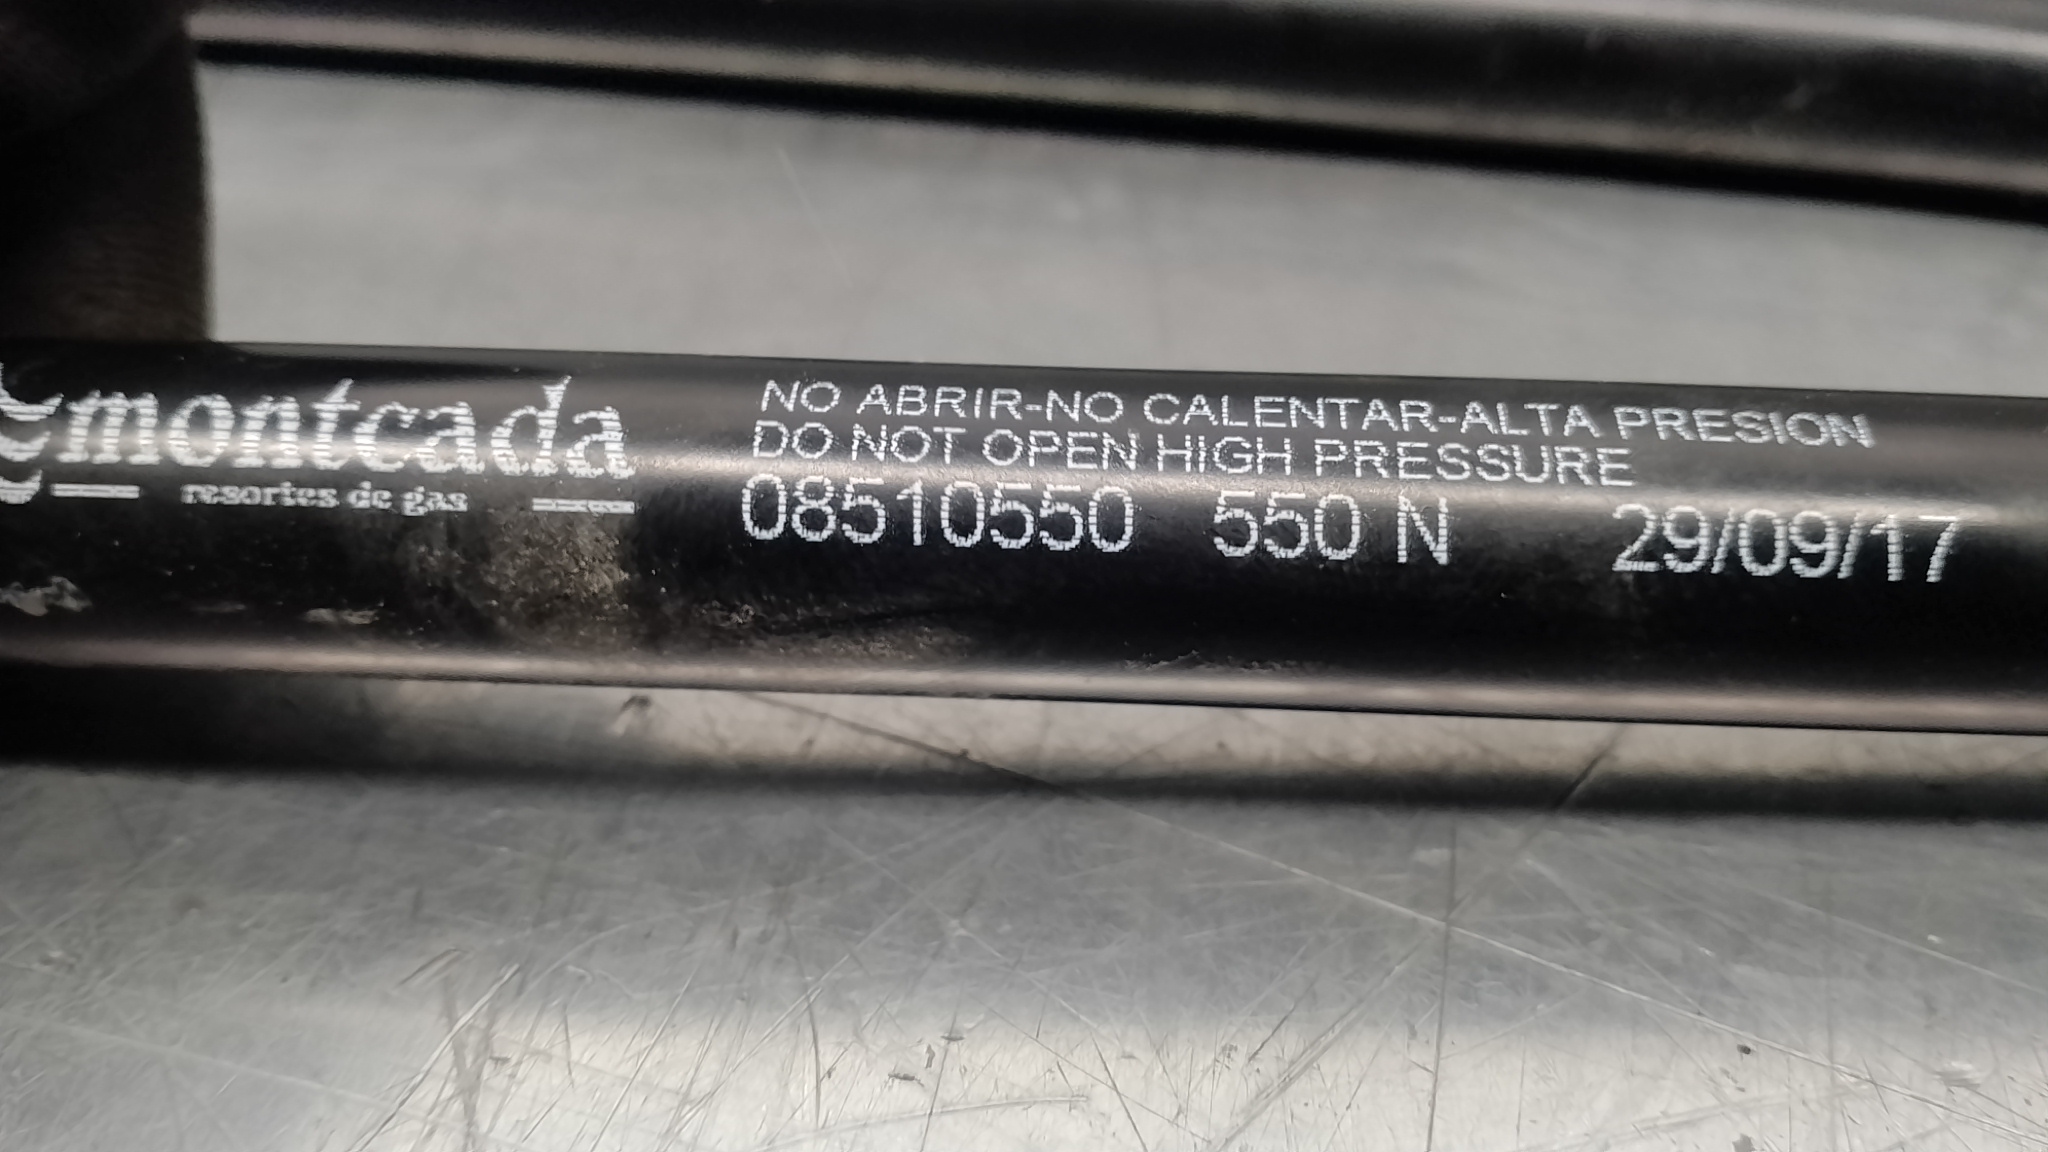 montcada
resortes de gas
NO ABRIR-NO CALENTAR-ALTA PRESION
DO NOT OPEN HIGH PRESSURE
08510550 550 N 29/09/17